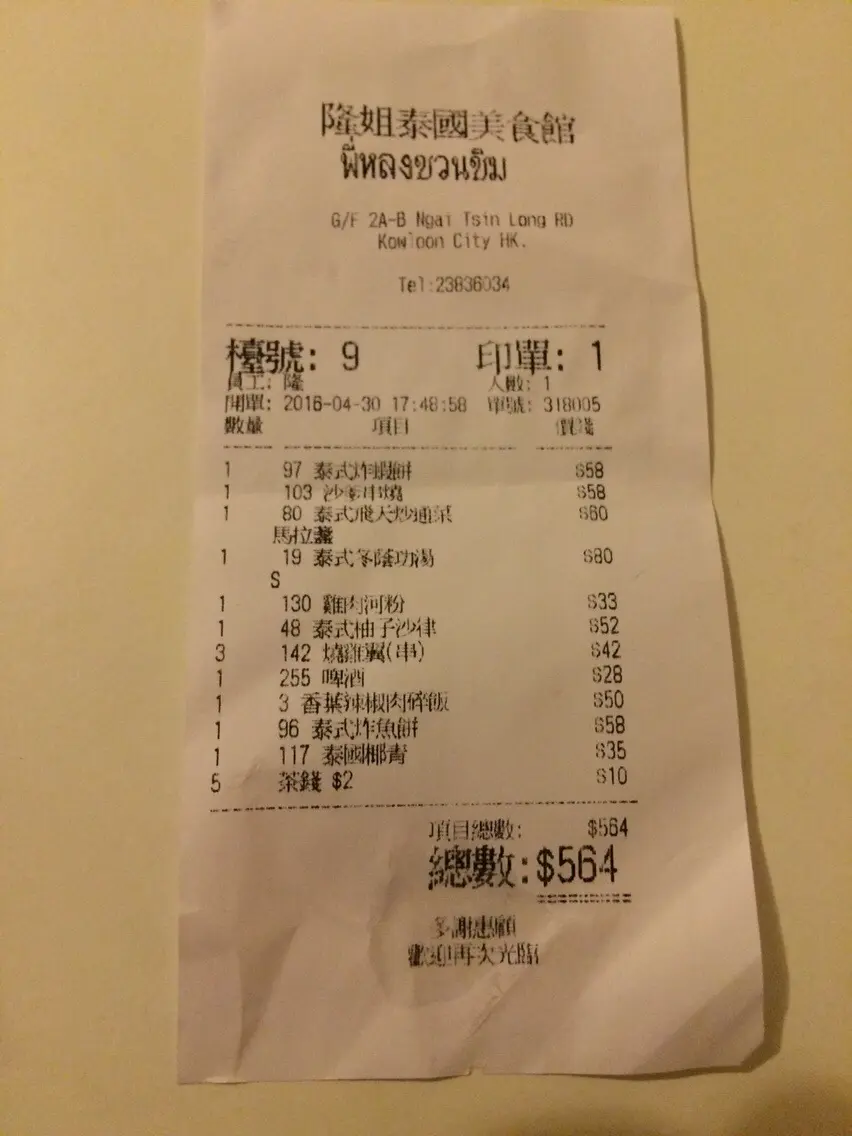 隆姐泰國美食館
พี่หลงชวนชิม
G/F 2A-B Ngai Tsin Long RD
Kowloon City HK.
Tel:23836034
檯號: 9 印單: 1
員工: 隆 人數: 1
開單: 2016-04-30 17:48:58 單號: 318005
數量 項目 價錢
1 97 泰式炸蝦餅 $58
1 103 沙爹串燒 $58
1 80 泰式飛天炒通菜 $60
馬拉盞
1 19 泰式冬蔭功湯 $80
S
1 130 雞肉河粉 $33
1 48 泰式柚子沙律 $52
3 142 燒雞翼(串) $42
1 255 啤酒 $28
1 3 香葉辣椒肉碎飯 $50
1 96 泰式炸魚餅 $58
1 117 泰國椰青 $35
5 茶錢 $2 $10
項目總數: $564
總數:$564
多謝惠顧
歡迎再次光臨